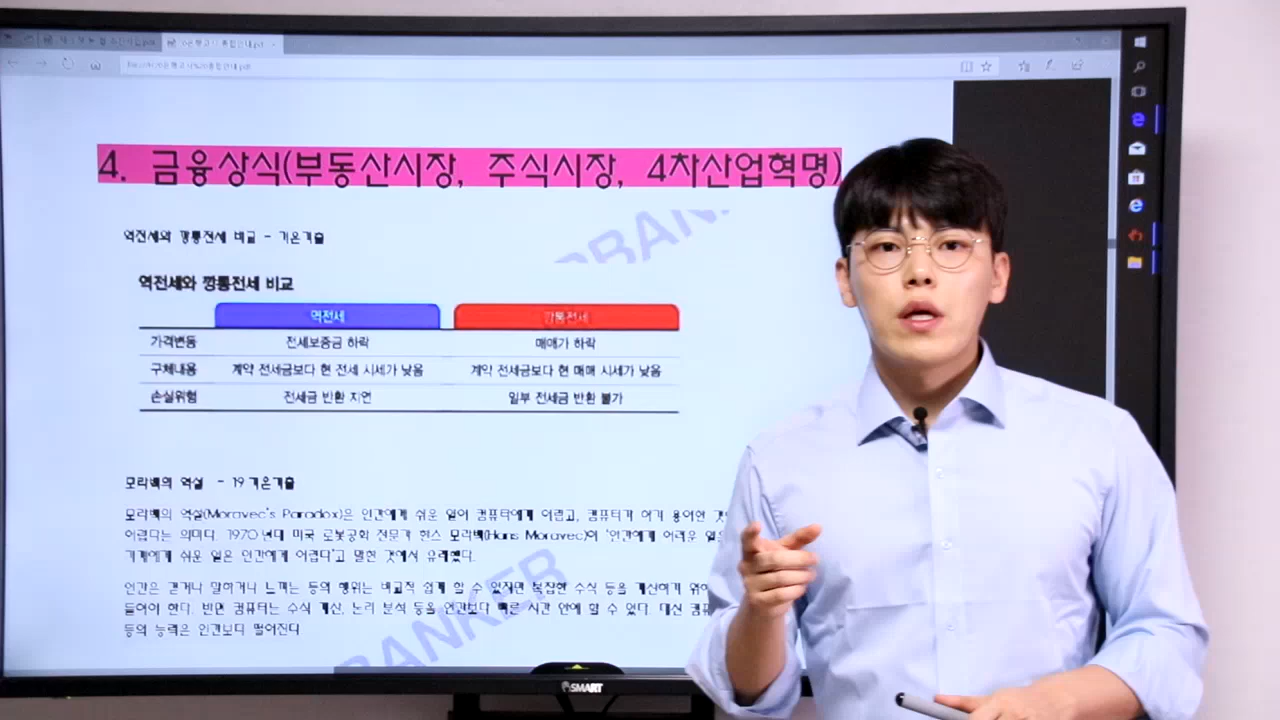 4. 금융상식(부동산시장, 주식시장, 4차산업혁명)
역전세와 깡통전세 비교 - 기은기출
역전세와 깡통전세 비교
역전세 깡통전세
가격변동 전세보증금 하락 매매가 하락
구체내용 계약 전세금보다 현 전세 시세가 낮음 계약 전세금보다 현 매매 시세가 낮음
손실위험 전세금 반환 지연 일부 전세금 반환 불가
모라벡의 역설 - 19기은기출
모라벡의 역설(Moravec's Paradox)은 인간에게 쉬운 일이 컴퓨터에게 어렵고, 컴퓨터가 하기 용이한
어렵다는 의미다. 1970년대 미국 로봇공학 전문가 한스 모라벡(Hans Moravec)이 '인간에게 어려운 일은
기계에게 쉬운 일은 인간에게 어렵다'고 말한 것에서 유래했다.
인간은 걷거나 말하거나 느끼는 등의 행위는 비교적 쉽게 할 수 있지만 복잡한 수식 등을 계산하기 위해
들여야 한다. 반면 컴퓨터는 수식 계산, 논리 분석 등을 인간보다 빠른 시간 안에 할 수 있다. 대신
등의 능력은 인간보다 떨어진다
BANKER
SMART